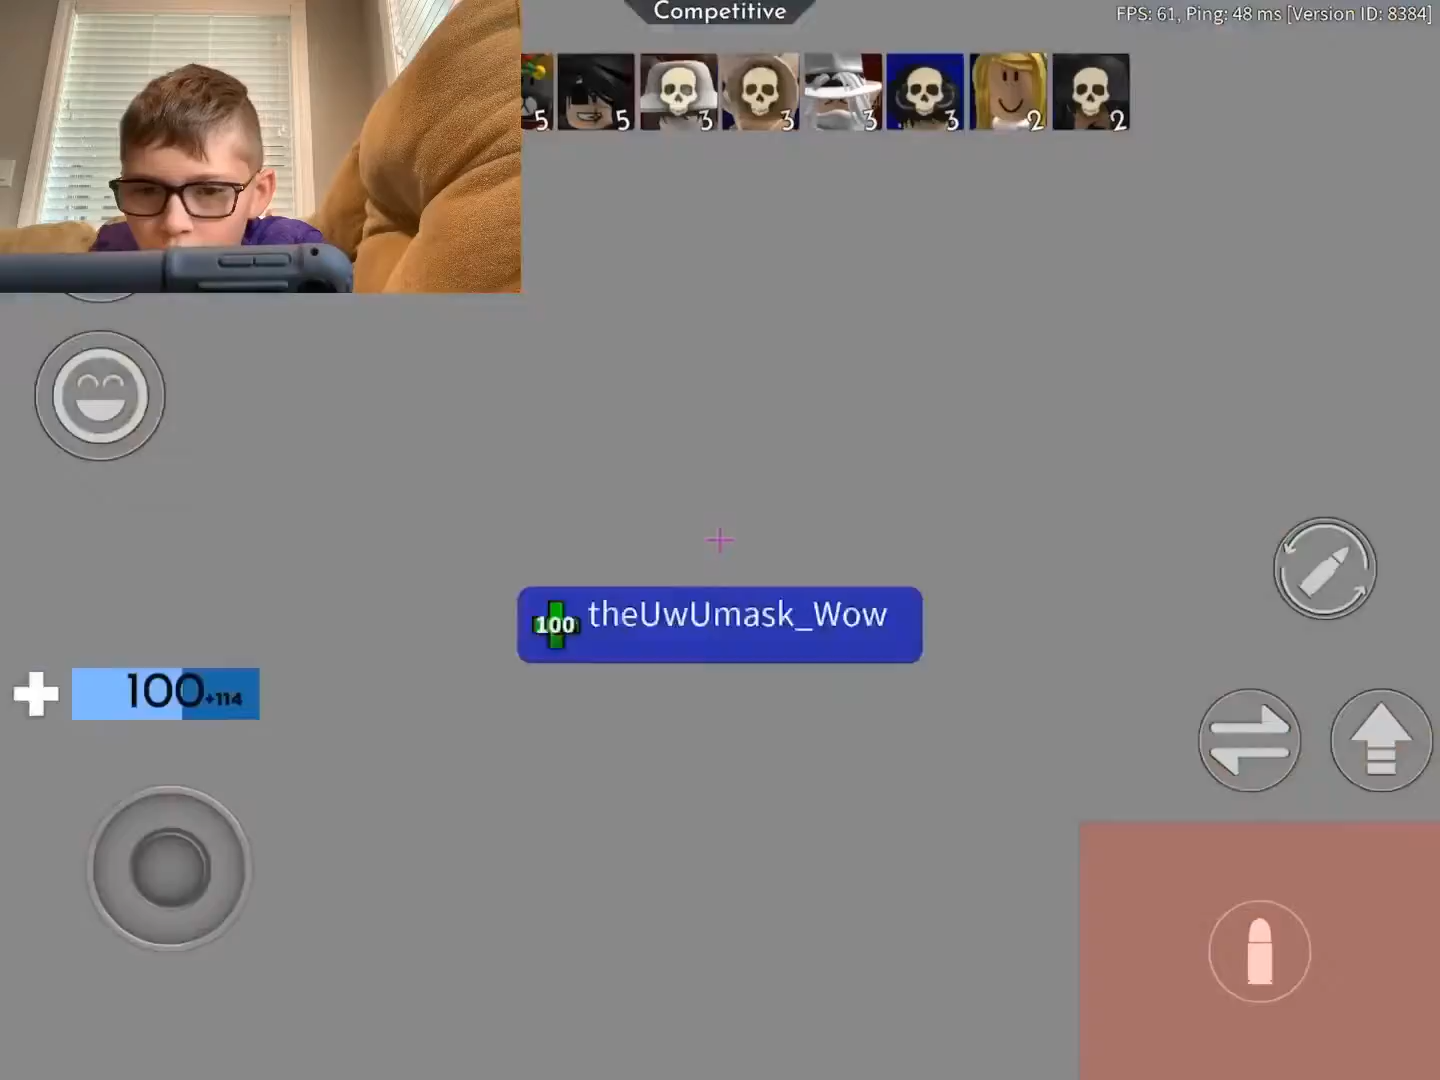 Competitive
FPS: 61, Ping: 48 ms [Version ID: 8384]
5 5 3 3 3 3 2 2
100 theUwUmask_Wow
100+114